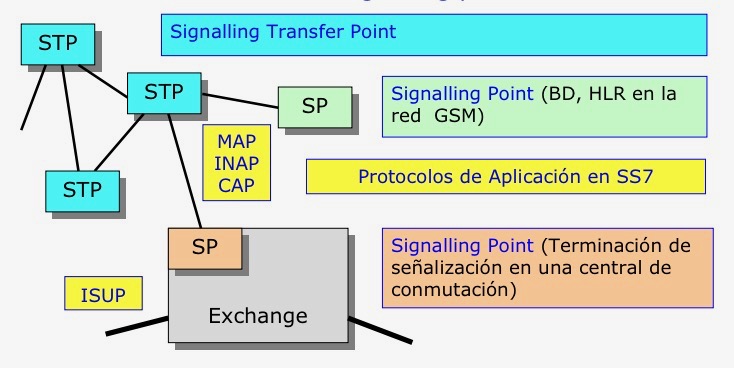 STP
Signalling Transfer Point
STP
SP
Signalling Point (BD, HLR en la
red GSM)
MAP
INAP
CAP
Protocolos de Aplicación en SS7
STP
SP
Signalling Point (Terminación de
señalización en una central de
conmutación)
ISUP
Exchange